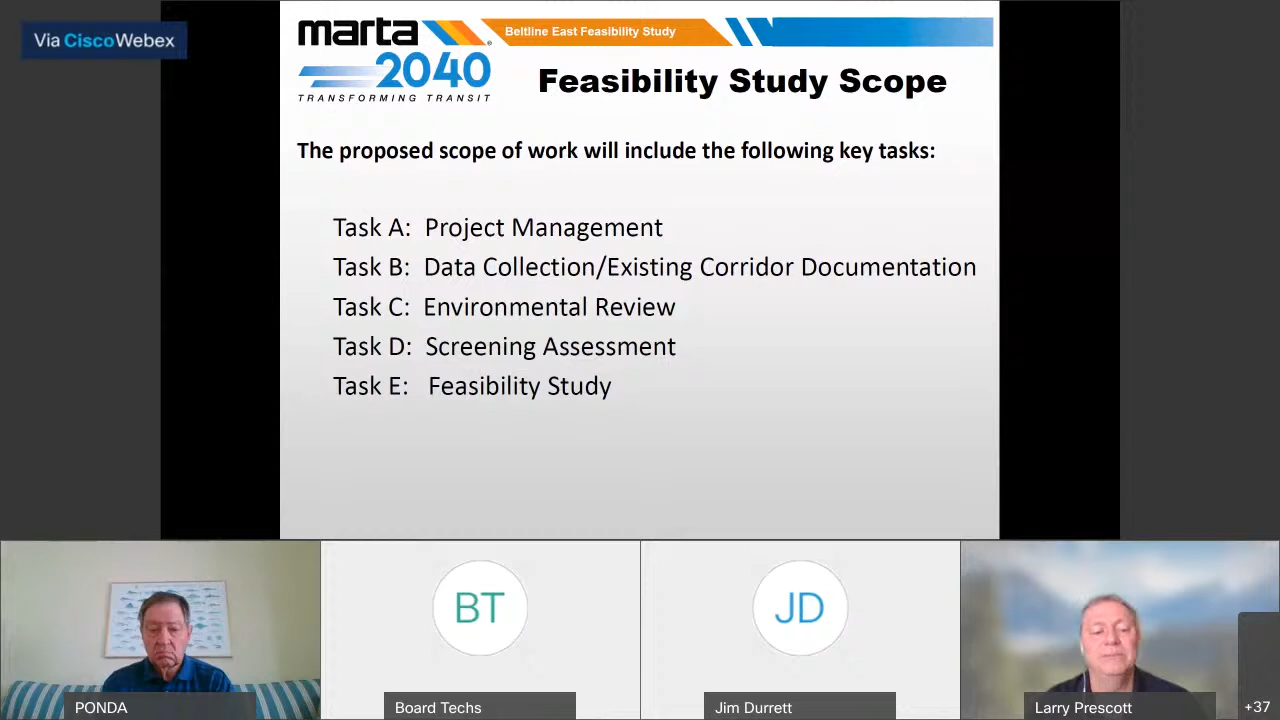 Via Cisco Webex
marta
Beltline East Feasibility Study
2040
TRANSFORMING TRANSIT
Feasibility Study Scope
The proposed scope of work will include the following key tasks:
Task A: Project Management
Task B: Data Collection/Existing Corridor Documentation
Task C: Environmental Review
Task D: Screening Assessment
Task E: Feasibility Study
BT
JD
PONDA
Board Techs
Jim Durrett
Larry Prescott
+37